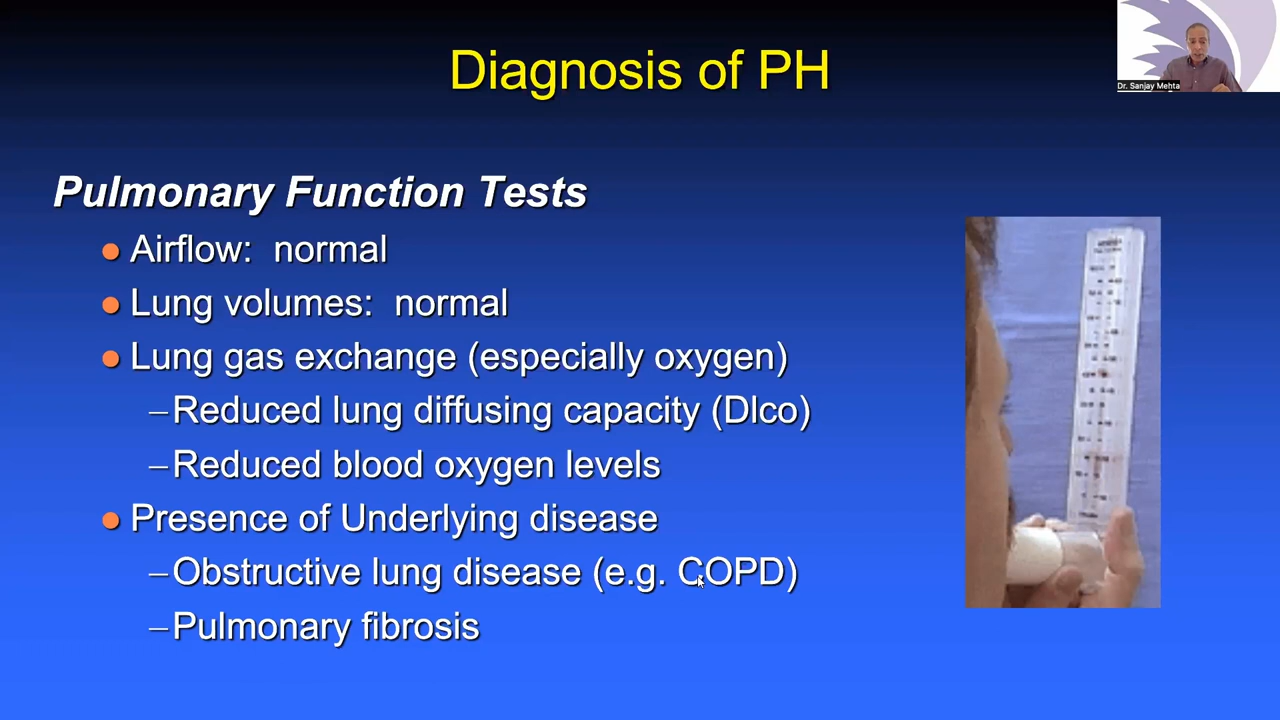 Diagnosis of PH
Dr. Sanjay Mehta
Pulmonary Function Tests
Airflow: normal
Lung volumes: normal
Lung gas exchange (especially oxygen)
–Reduced lung diffusing capacity (Dlco)
–Reduced blood oxygen levels
Presence of Underlying disease
–Obstructive lung disease (e.g. COPD)
–Pulmonary fibrosis